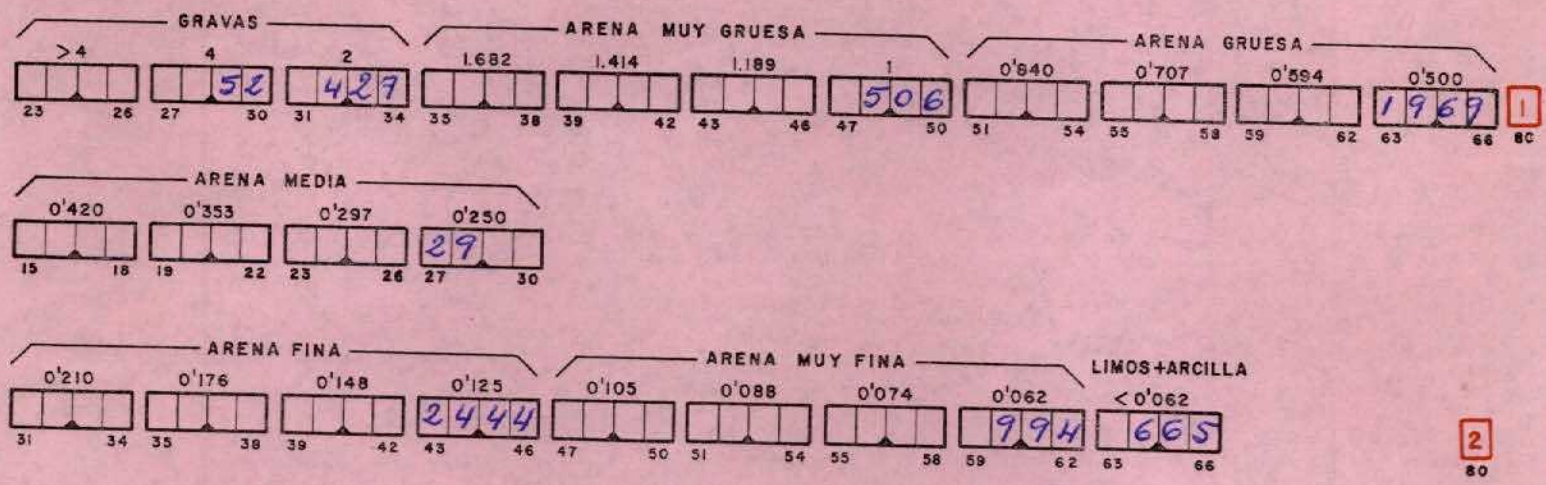 GRAVAS ARENA MUY GRUESA ARENA GRUESA
>4 4 2 1.682 1.414 1.189 1 0'840 0'707 0'594 0'500
52 427 506 1969 1
23 26 27 30 31 34 35 38 39 42 43 46 47 50 51 54 55 58 59 62 63 66 80
ARENA MEDIA
0'420 0'353 0'297 0'250
29
15 18 19 22 23 26 27 30
ARENA FINA ARENA MUY FINA LIMOS+ARCILLA
0'210 0'176 0'148 0'125 0'105 0'088 0'074 0'062 <0'062
2444 994 665 2
31 34 35 38 39 42 43 46 47 50 51 54 55 58 59 62 63 66 80